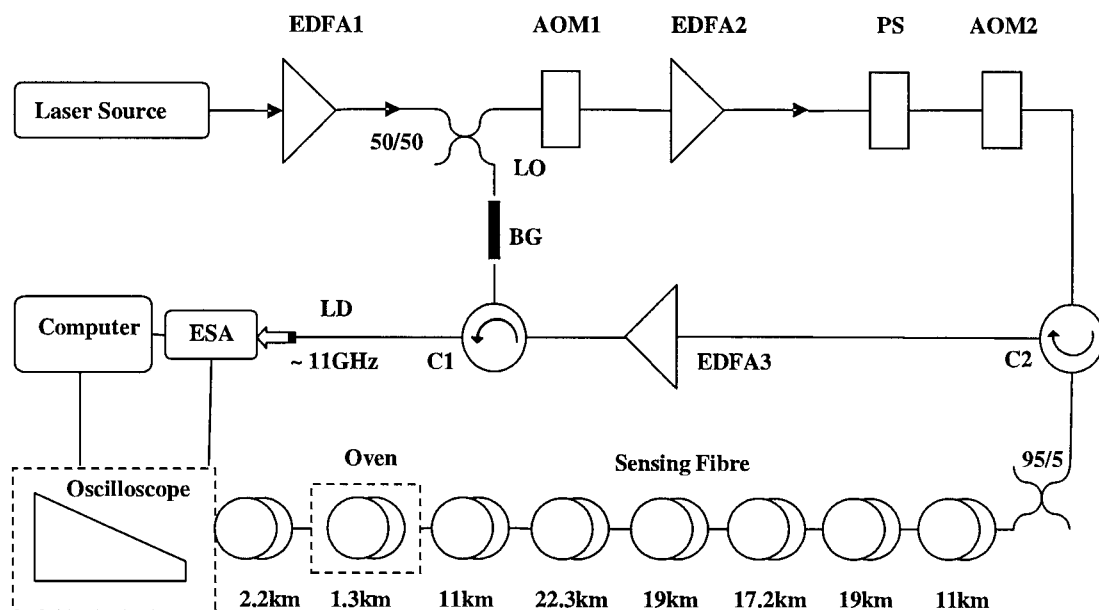 EDFA1
AOM1
EDFA2
PS
AOM2
Laser Source
50/50
LO
BG
Computer
ESA
LD
~ 11GHz
C1
EDFA3
C2
Oven
Sensing Fibre
95/5
Oscilloscope
2.2km
1.3km
11km
22.3km
19km
17.2km
19km
11km